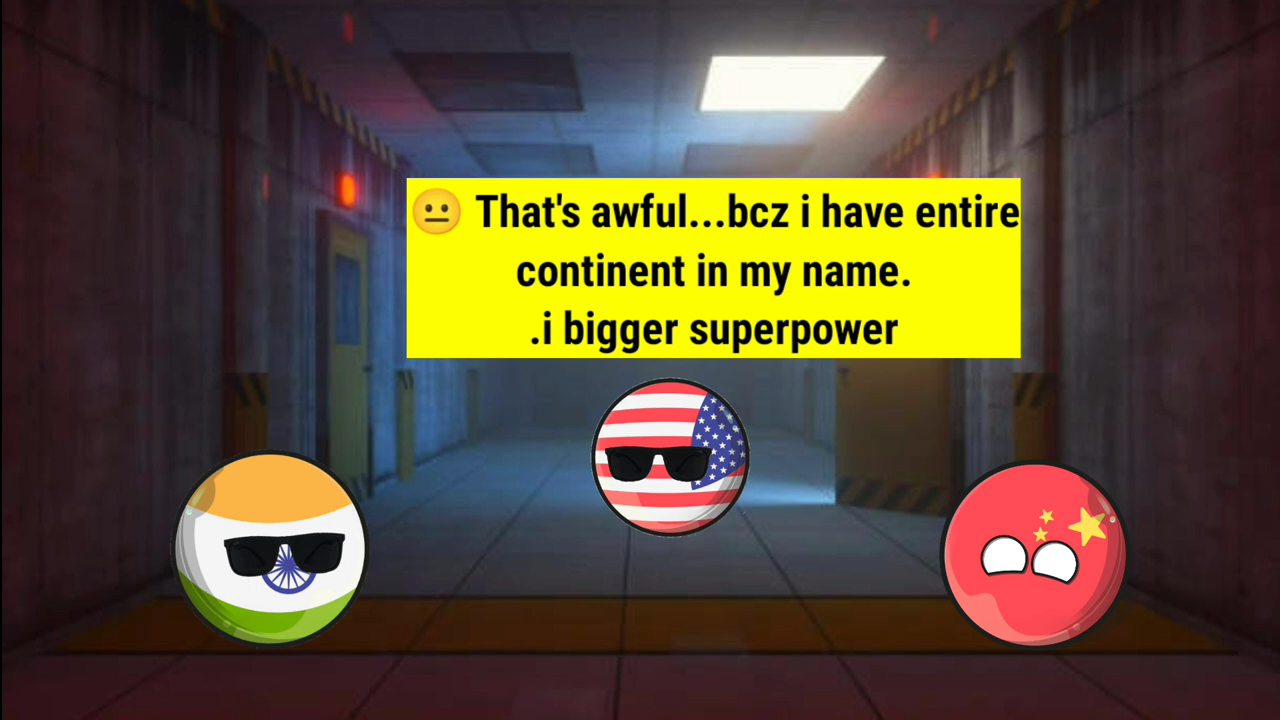 😐 That's awful...bcz i have entire
continent in my name.
.i bigger superpower